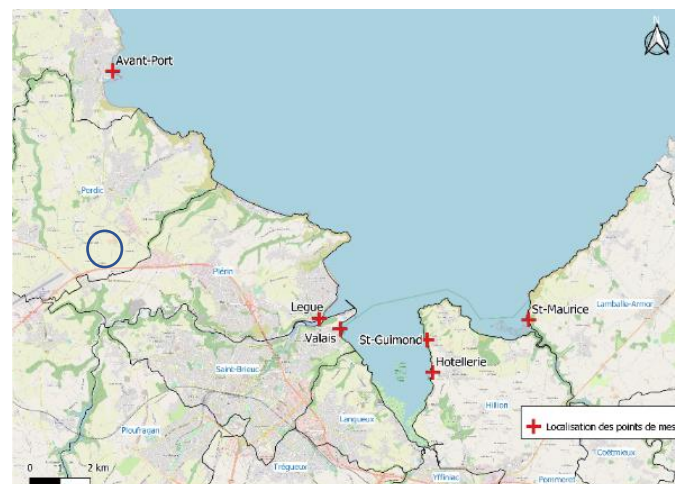 N
Avant-Port
Pordic
Plérin
Legue
Valais
St-Guimond
Hotellerie
St-Maurice
Lamballe-Armor
Saint-Brieuc
Langueux
Hillion
Ploufragan
Trégueux
Yffiniac
Pommeret
Coëtmieux
Localisation des points de mes
0 1 2 km